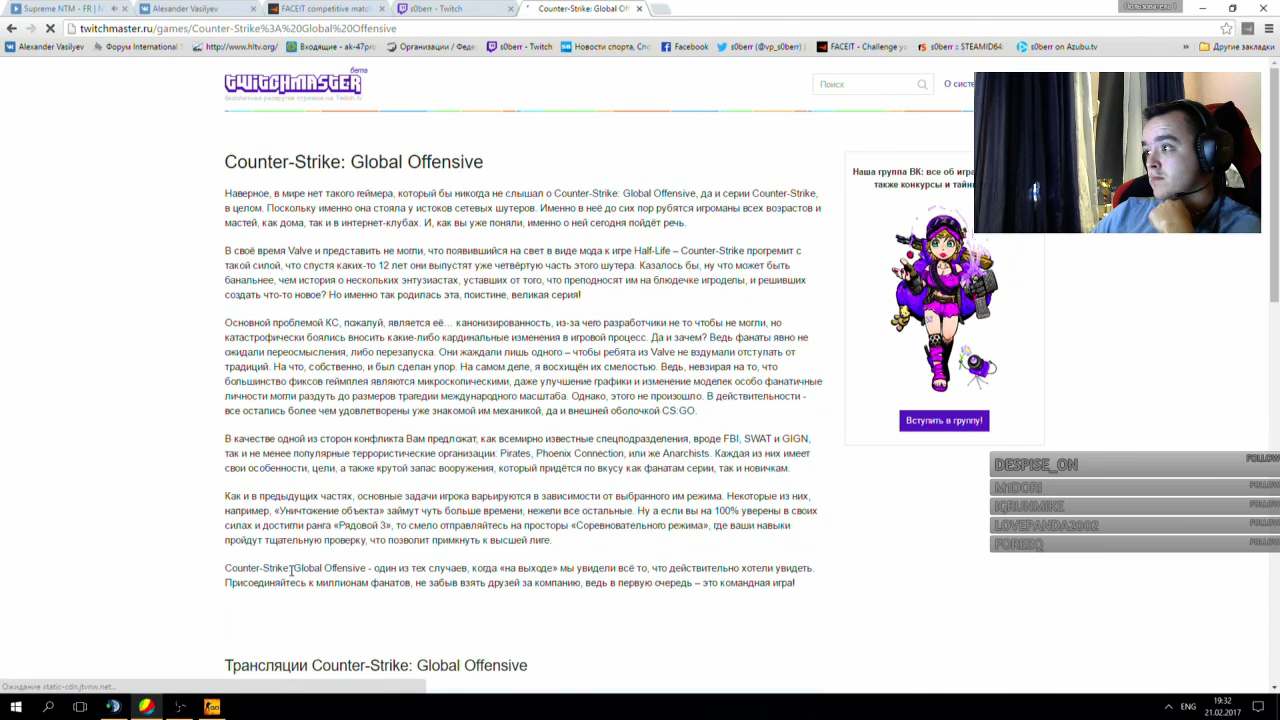 Supreme NTM - FR | N
Alexander Vasilyev
FACEIT competitive matc
s0berr - Twitch
Counter-Strike: Global Of
Пользователь 1
twitchmaster.ru/games/Counter-Strike%3A%20Global%20Offensive
Alexander Vasilyev
Форум International S
http://www.hltv.org/
Входящие - ak-47pro
Организации / Феде
s0berr - Twitch
Новости спорта, Спо
Facebook
s0berr (@vp_s0berr) |
FACEIT - Challenge yo
s0berr :: STEAMID64:
s0berr on Azubu.tv
Другие закладки
TWITCHMASTER
бета
Бесплатная раскрутка стримов на Twitch.tv
Поиск
О систе
Counter-Strike: Global Offensive
Наверное, в мире нет такого геймера, который бы никогда не слышал о Counter-Strike: Global Offensive, да и серии Counter-Strike,
в целом. Поскольку именно она стояла у истоков сетевых шутеров. Именно в неё до сих пор рубятся игроманы всех возрастов и
мастей, как дома, так и в интернет-клубах. И, как вы уже поняли, именно о ней сегодня пойдёт речь.
В своё время Valve и представить не могли, что появившийся на свет в виде мода к игре Half-Life – Counter-Strike прогремит с
такой силой, что спустя каких-то 12 лет они выпустят уже четвёртую часть этого шутера. Казалось бы, ну что может быть
банальнее, чем история о нескольких энтузиастах, уставших от того, что преподносят им на блюдечке игроделы, и решивших
создать что-то новое? Но именно так родилась эта, поистине, великая серия!
Основной проблемой КС, пожалуй, является её… канонизированность, из-за чего разработчики не то чтобы не могли, но
катастрофически боялись вносить какие-либо кардинальные изменения в игровой процесс. Да и зачем? Ведь фанаты явно не
ожидали переосмысления, либо перезапуска. Они жаждали лишь одного – чтобы ребята из Valve не вздумали отступать от
традиций. На что, собственно, и был сделан упор. На самом деле, я восхищён их смелостью. Ведь, невзирая на то, что
большинство фиксов геймплея являются микроскопическими, даже улучшение графики и изменение моделек особо фанатичные
личности могли раздуть до размеров трагедии международного масштаба. Однако, этого не произошло. В действительности -
все остались более чем удовлетворены уже знакомой им механикой, да и внешней оболочкой CS:GO.
В качестве одной из сторон конфликта Вам предложат, как всемирно известные спецподразделения, вроде FBI, SWAT и GIGN,
так и не менее популярные террористические организации: Pirates, Phoenix Connection, или же Anarchists. Каждая из них имеет
свои особенности, цели, а также крутой запас вооружения, который придётся по вкусу как фанатам серии, так и новичкам.
Как и в предыдущих частях, основные задачи игрока варьируются в зависимости от выбранного им режима. Некоторые из них,
например, «Уничтожение объекта» займут чуть больше времени, нежели все остальные. Ну а если вы на 100% уверены в своих
силах и достигли ранга «Рядовой 3», то смело отправляйтесь на просторы «Соревновательного режима», где ваши навыки
пройдут тщательную проверку, что позволит примкнуть к высшей лиге.
Counter-Strike:Global Offensive - один из тех случаев, когда «на выходе» мы увидели всё то, что действительно хотели увидеть.
Присоединяйтесь к миллионам фанатов, не забыв взять друзей за компанию, ведь в первую очередь – это командная игра!
Трансляции Counter-Strike: Global Offensive
Наша группа ВК: все об игра
также конкурсы и тайны
Вступить в группу!
DESPISE_ON
FOLLOW
M1DORI
FOLLOW
IGRUNMIKE
FOLLOW
LOVEPANDA2002
FOLLOW
FORESQ
FOLLOW
Ожидание static-cdn.jtvnw.net...
ENG
19:32
21.02.2017